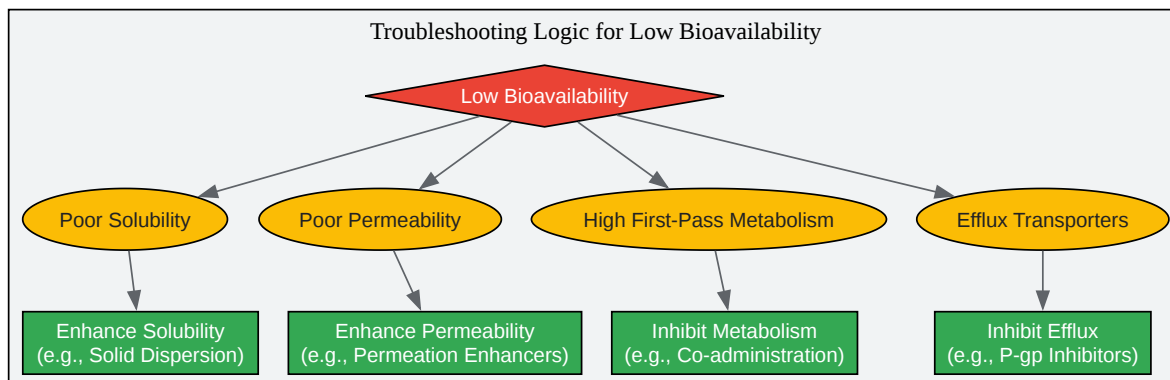 Troubleshooting Logic for Low Bioavailability
Low Bioavailability
Poor Solubility
Poor Permeability
High First-Pass Metabolism
Efflux Transporters
Enhance Solubility
(e.g., Solid Dispersion)
Enhance Permeability
(e.g., Permeation Enhancers)
Inhibit Metabolism
(e.g., Co-administration)
Inhibit Efflux
(e.g., P-gp Inhibitors)